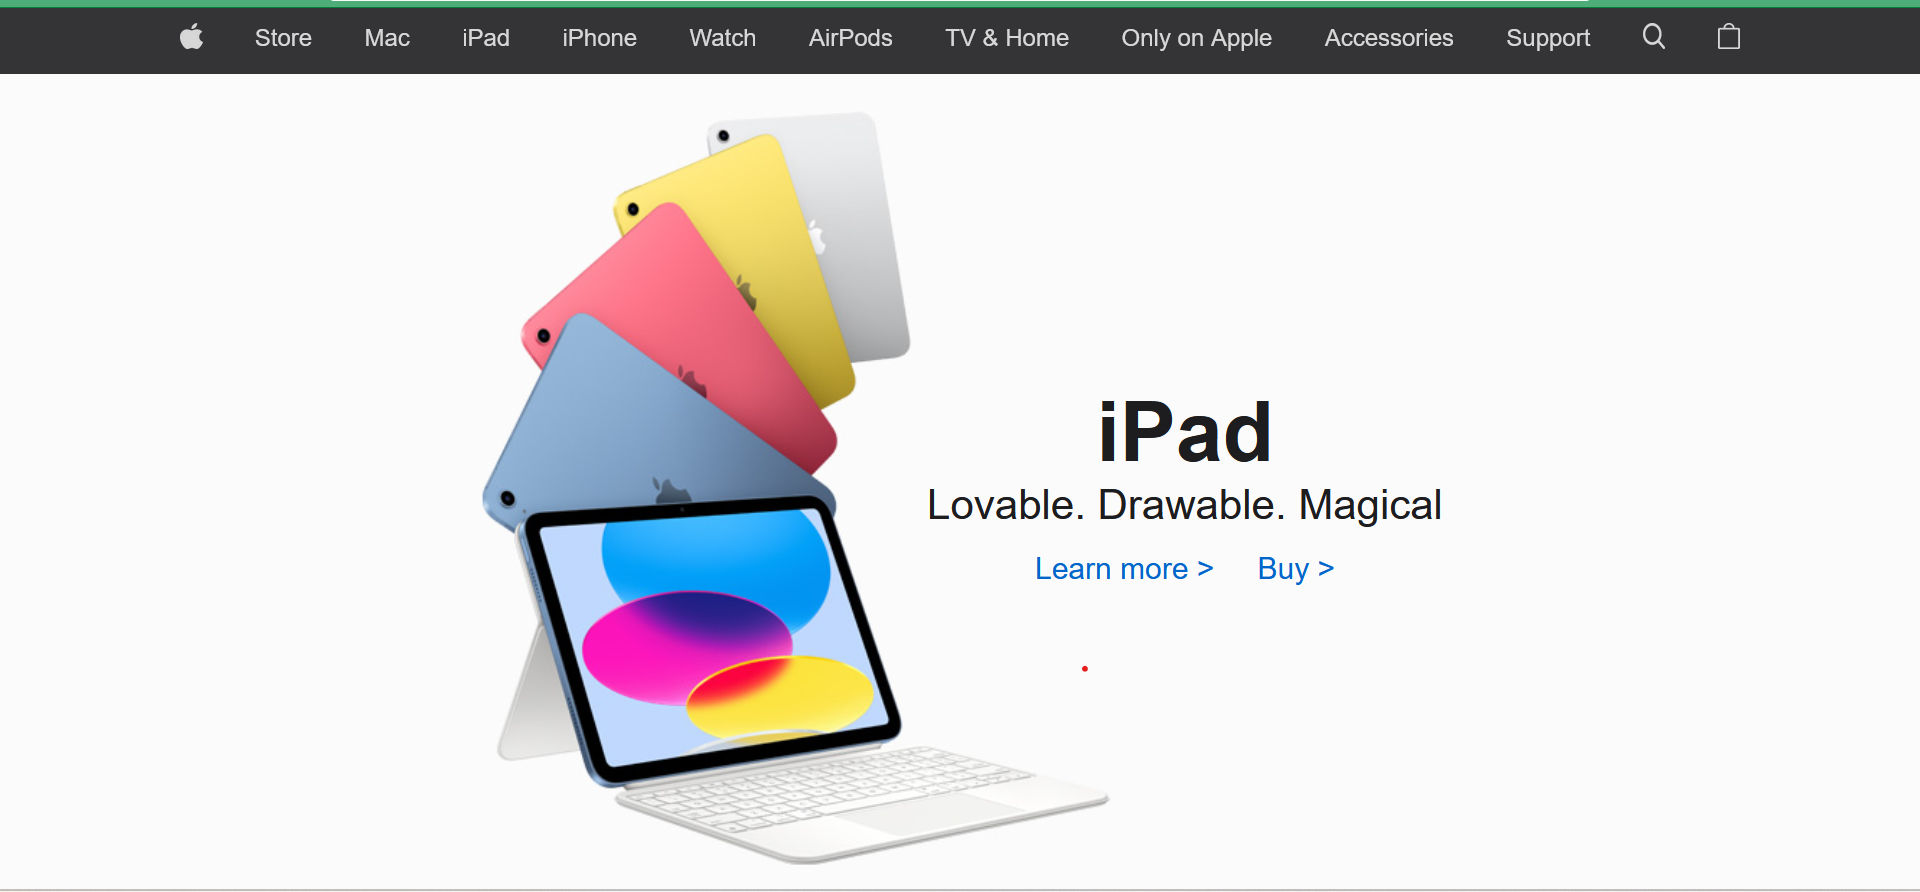 Store Mac iPad iPhone Watch AirPods TV & Home Only on Apple Accessories Support
iPad
Lovable. Drawable. Magical
Learn more > Buy >